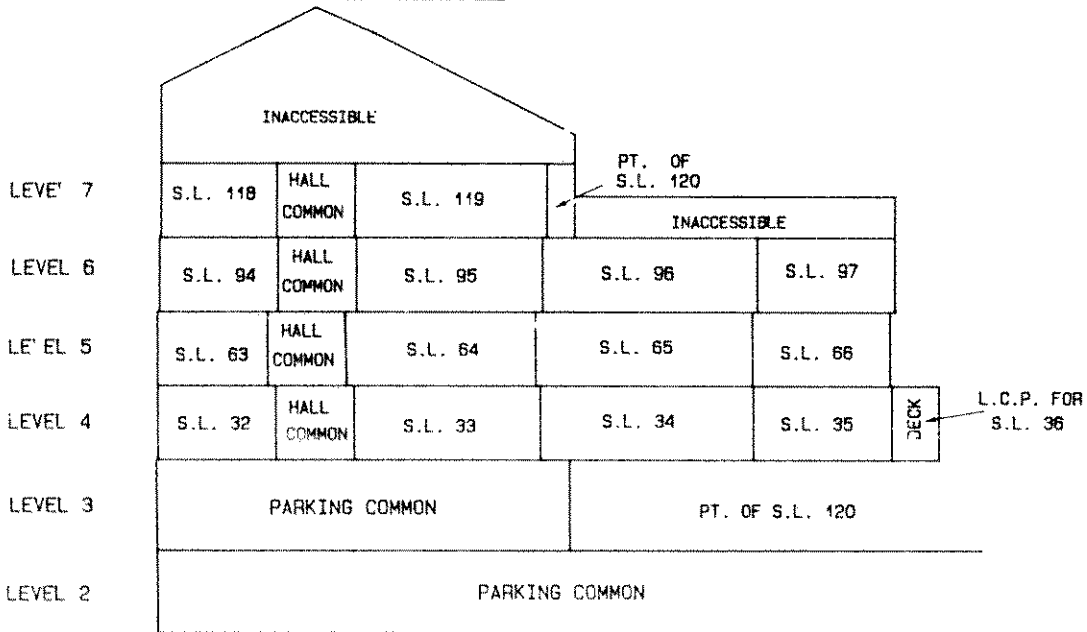 INACCESSIBLE
PT. OF
S.L. 120
LEVE' 7
S.L. 118
HALL
COMMON
S.L. 119
INACCESSIBLE
LEVEL 6
S.L. 94
HALL
COMMON
S.L. 95
S.L. 96
S.L. 97
LE' EL 5
S.L. 63
HALL
COMMON
S.L. 64
S.L. 65
S.L. 66
LEVEL 4
S.L. 32
HALL
COMMON
S.L. 33
S.L. 34
S.L. 35
DECK
L.C.P. FOR
S.L. 36
LEVEL 3
PARKING COMMON
PT. OF S.L. 120
LEVEL 2
PARKING COMMON